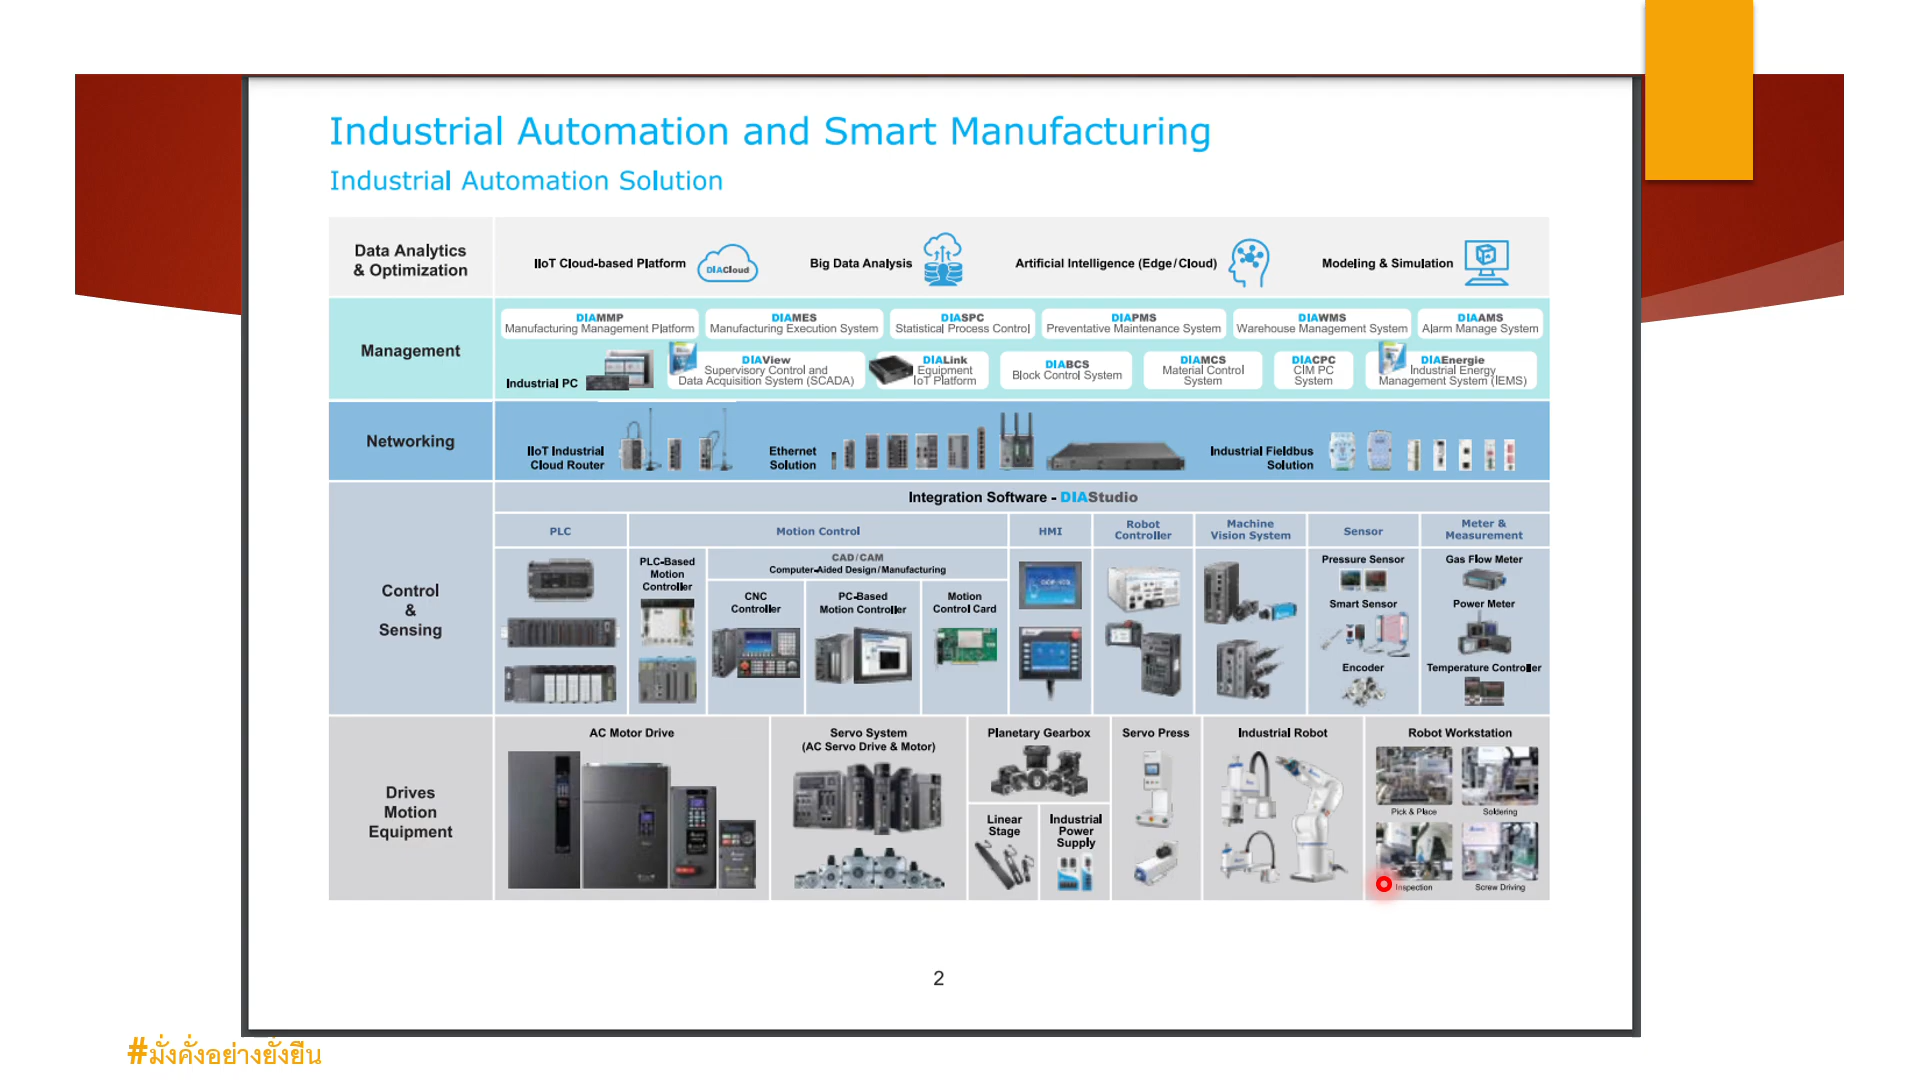 Industrial Automation and Smart Manufacturing
Industrial Automation Solution
Data Analytics
& Optimization
IIoT Cloud-based Platform
DIACloud
Big Data Analysis
Artificial Intelligence (Edge/Cloud)
Modeling & Simulation
Management
DIAMMP
Manufacturing Management Platform
DIAMES
Manufacturing Execution System
DIASPC
Statistical Process Control
DIAPMS
Preventative Maintenance System
DIAWMS
Warehouse Management System
DIAAMS
Alarm Manage System
Industrial PC
DIAView
Supervisory Control and
Data Acquisition System (SCADA)
DIALink
Equipment
IoT Platform
DIABCS
Block Control System
DIAMCS
Material Control
System
DIACPC
CIM PC
System
DIAEnergie
Industrial Energy
Management System (IEMS)
Networking
IIoT Industrial
Cloud Router
Ethernet
Solution
Industrial Fieldbus
Solution
Control
&
Sensing
Integration Software - DIAStudio
PLC
Motion Control
HMI
Robot
Controller
Machine
Vision System
Sensor
Meter &
Measurement
PLC-Based
Motion
Controller
CAD/CAM
Computer-Aided Design/Manufacturing
CNC
Controller
PC-Based
Motion Controller
Motion
Control Card
Pressure Sensor
Smart Sensor
Encoder
Gas Flow Meter
Power Meter
Temperature Controller
Drives
Motion
Equipment
AC Motor Drive
Servo System
(AC Servo Drive & Motor)
Planetary Gearbox
Linear
Stage
Industrial
Power
Supply
Servo Press
Industrial Robot
Robot Workstation
Pick & Place
Soldering
Inspection
Screw Driving
2
#มั่งคั่งอย่างยั่งยืน